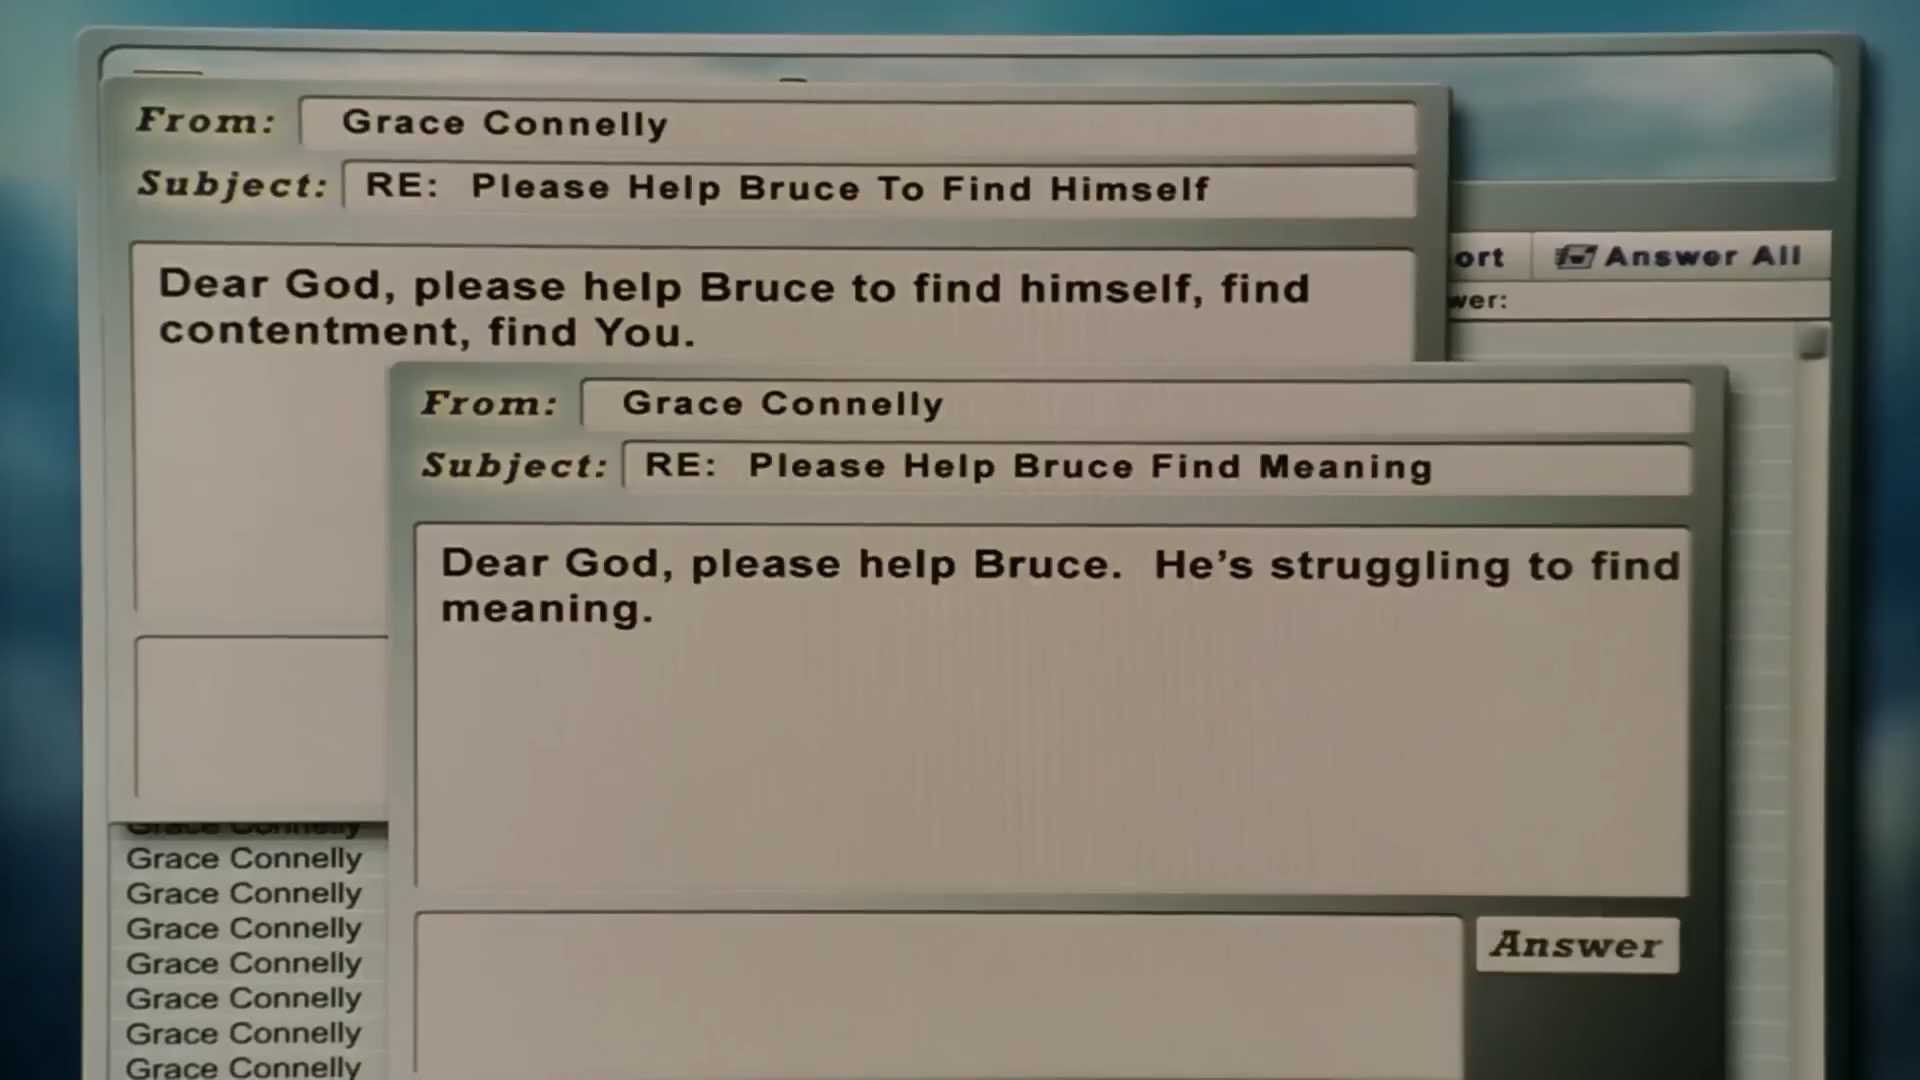 From: Grace Connelly
Subject: RE: Please Help Bruce To Find Himself
Answer All
Dear God, please help Bruce to find himself, find
contentment, find You.
From: Grace Connelly
Subject: RE: Please Help Bruce Find Meaning
Dear God, please help Bruce. He's struggling to find
meaning.
Grace Connelly
Grace Connelly
Grace Connelly
Grace Connelly
Grace Connelly
Grace Connelly
Grace Connelly
Grace Connelly
Answer